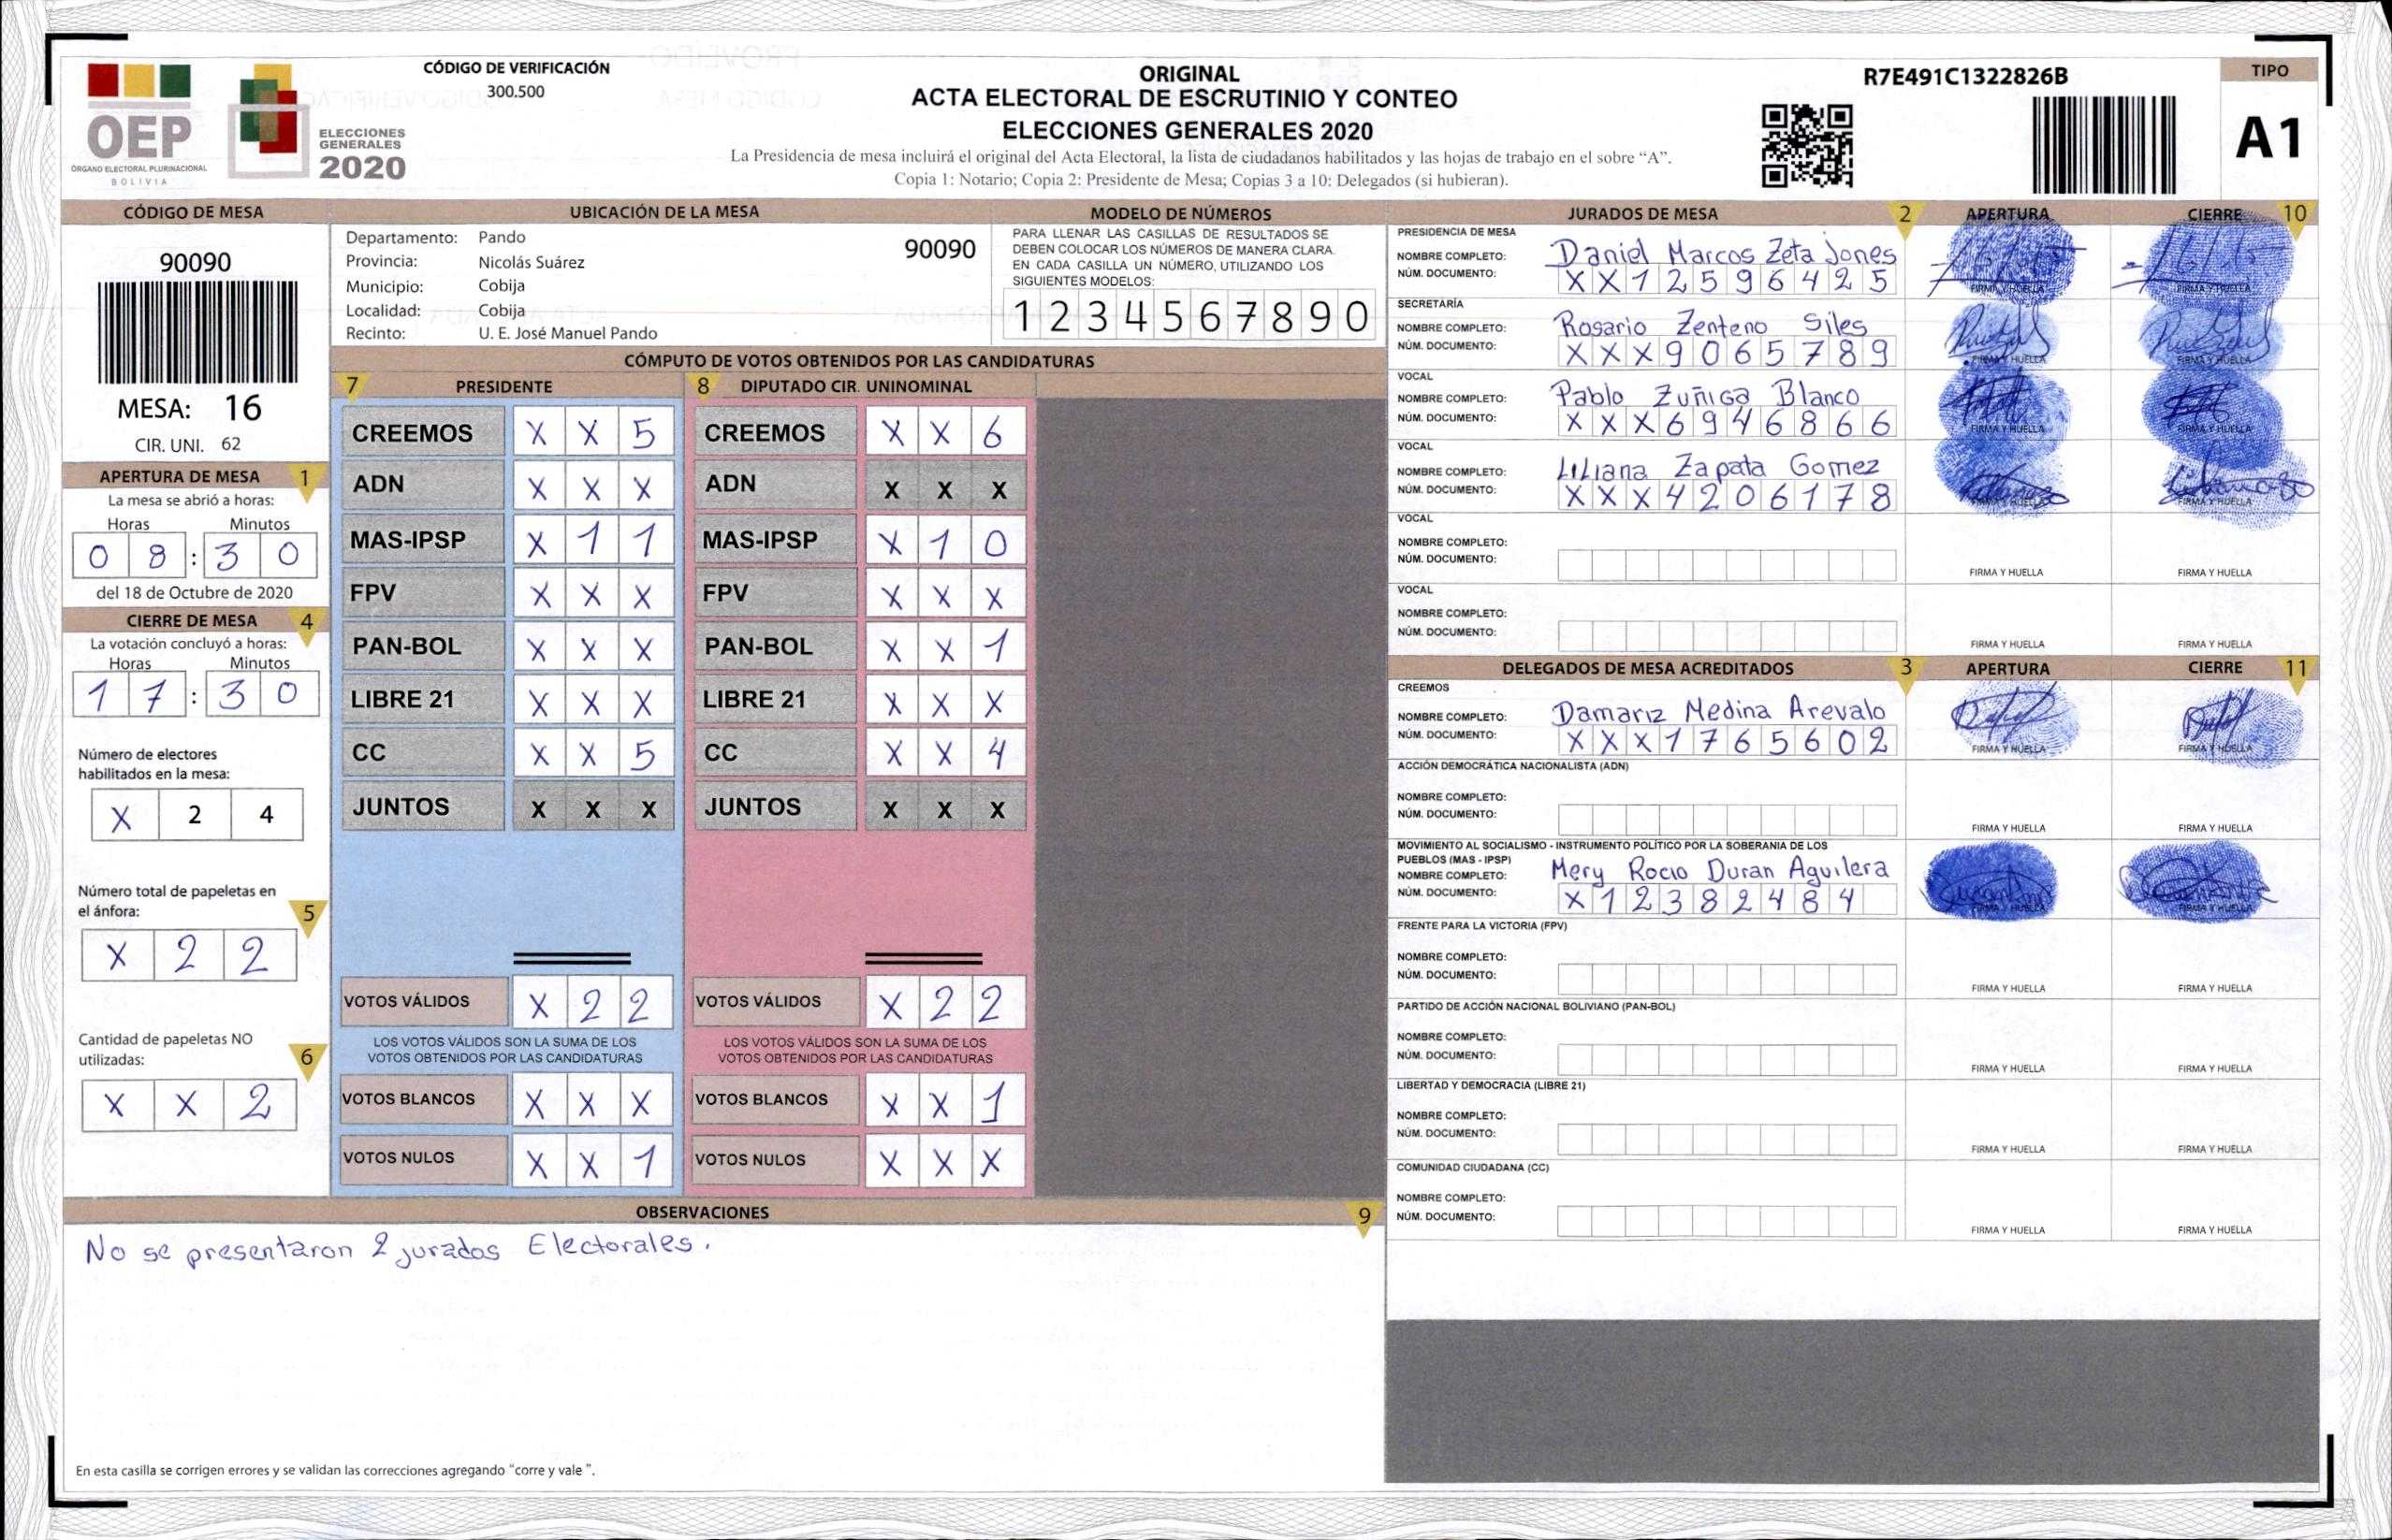 CÓDIGO DE VERIFICACIÓN
300.500
OEP
ÓRGANO ELECTORAL PLURINACIONAL
BOLIVIA
ELECCIONES
GENERALES
2020
ORIGINAL
ACTA ELECTORAL DE ESCRUTINIO Y CONTEO
ELECCIONES GENERALES 2020
La Presidencia de mesa incluirá el original del Acta Electoral, la lista de ciudadanos habilitados y las hojas de trabajo en el sobre “A”.
Copia 1: Notario; Copia 2: Presidente de Mesa; Copias 3 a 10: Delegados (si hubieran).
R7E491C1322826B
TIPO
A1
CÓDIGO DE MESA
90090
MESA: 16
CIR. UNI. 62
APERTURA DE MESA 1
La mesa se abrió a horas:
Horas Minutos
0 8 : 3 0
del 18 de Octubre de 2020
CIERRE DE MESA 4
La votación concluyó a horas:
Horas Minutos
1 7 : 3 0
Número de electores
habilitados en la mesa:
X 2 4
Número total de papeletas en
el ánfora: 5
X 2 2
Cantidad de papeletas NO
utilizadas: 6
X X 2
UBICACIÓN DE LA MESA
Departamento: Pando
Provincia: Nicolás Suárez
Municipio: Cobija
Localidad: Cobija
Recinto: U. E. José Manuel Pando
90090
MODELO DE NÚMEROS
PARA LLENAR LAS CASILLAS DE RESULTADOS SE
DEBEN COLOCAR LOS NÚMEROS DE MANERA CLARA.
EN CADA CASILLA UN NÚMERO, UTILIZANDO LOS
SIGUIENTES MODELOS:
1 2 3 4 5 6 7 8 9 0
CÓMPUTO DE VOTOS OBTENIDOS POR LAS CANDIDATURAS
7 PRESIDENTE
CREEMOS X X 5
ADN X X X
MAS-IPSP X 1 1
FPV X X X
PAN-BOL X X X
LIBRE 21 X X X
CC X X 5
JUNTOS X X X
VOTOS VÁLIDOS X 2 2
LOS VOTOS VÁLIDOS SON LA SUMA DE LOS
VOTOS OBTENIDOS POR LAS CANDIDATURAS
VOTOS BLANCOS X X X
VOTOS NULOS X X 1
8 DIPUTADO CIR. UNINOMINAL
CREEMOS X X 6
ADN X X X
MAS-IPSP X 1 0
FPV X X X
PAN-BOL X X 1
LIBRE 21 X X X
CC X X 4
JUNTOS X X X
VOTOS VÁLIDOS X 2 2
LOS VOTOS VÁLIDOS SON LA SUMA DE LOS
VOTOS OBTENIDOS POR LAS CANDIDATURAS
VOTOS BLANCOS X X 1
VOTOS NULOS X X X
OBSERVACIONES 9
No se presentaron 2 jurados Electorales.
En esta casilla se corrigen errores y se validan las correcciones agregando “corre y vale ”.
JURADOS DE MESA 2 APERTURA CIERRE 10
PRESIDENCIA DE MESA
NOMBRE COMPLETO: Daniel Marcos Zeta Jones
NÚM. DOCUMENTO: X X 1 2 5 9 6 4 2 5
FIRMA Y HUELLA FIRMA Y HUELLA
SECRETARÍA
NOMBRE COMPLETO: Rosario Zenteno Siles
NÚM. DOCUMENTO: X X X 9 0 6 5 7 8 9
FIRMA Y HUELLA FIRMA Y HUELLA
VOCAL
NOMBRE COMPLETO: Pablo Zuñiga Blanco
NÚM. DOCUMENTO: X X X 6 9 4 6 8 6 6
FIRMA Y HUELLA FIRMA Y HUELLA
VOCAL
NOMBRE COMPLETO: Liliana Zapata Gomez
NÚM. DOCUMENTO: X X X 4 2 0 6 1 7 8
FIRMA Y HUELLA FIRMA Y HUELLA
VOCAL
NOMBRE COMPLETO:
NÚM. DOCUMENTO:
FIRMA Y HUELLA FIRMA Y HUELLA
VOCAL
NOMBRE COMPLETO:
NÚM. DOCUMENTO:
FIRMA Y HUELLA FIRMA Y HUELLA
DELEGADOS DE MESA ACREDITADOS 3 APERTURA CIERRE 11
CREEMOS
NOMBRE COMPLETO: Damariz Medina Arevalo
NÚM. DOCUMENTO: X X X 1 7 6 5 6 0 2
FIRMA Y HUELLA FIRMA Y HUELLA
ACCIÓN DEMOCRÁTICA NACIONALISTA (ADN)
NOMBRE COMPLETO:
NÚM. DOCUMENTO:
FIRMA Y HUELLA FIRMA Y HUELLA
MOVIMIENTO AL SOCIALISMO - INSTRUMENTO POLÍTICO POR LA SOBERANIA DE LOS
PUEBLOS (MAS - IPSP)
NOMBRE COMPLETO: Mery Rocio Duran Aguilera
NÚM. DOCUMENTO: X 1 2 3 8 2 4 8 4
FIRMA Y HUELLA FIRMA Y HUELLA
FRENTE PARA LA VICTORIA (FPV)
NOMBRE COMPLETO:
NÚM. DOCUMENTO:
FIRMA Y HUELLA FIRMA Y HUELLA
PARTIDO DE ACCIÓN NACIONAL BOLIVIANO (PAN-BOL)
NOMBRE COMPLETO:
NÚM. DOCUMENTO:
FIRMA Y HUELLA FIRMA Y HUELLA
LIBERTAD Y DEMOCRACIA (LIBRE 21)
NOMBRE COMPLETO:
NÚM. DOCUMENTO:
FIRMA Y HUELLA FIRMA Y HUELLA
COMUNIDAD CIUDADANA (CC)
NOMBRE COMPLETO:
NÚM. DOCUMENTO:
FIRMA Y HUELLA FIRMA Y HUELLA